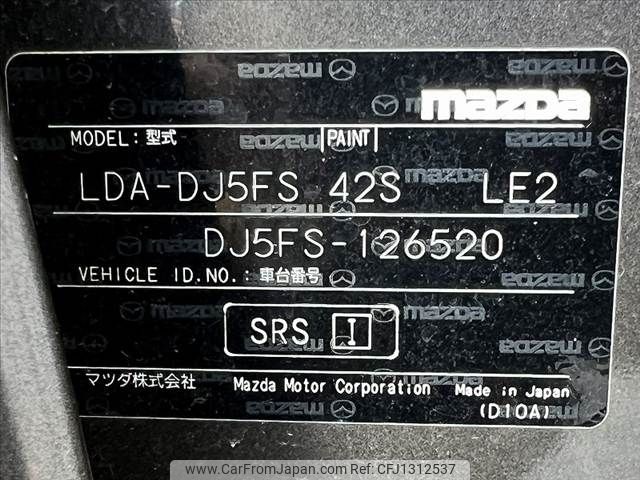 mazda
MODEL : 型式 PAINT
LDA-DJ5FS 42S LE2
DJ5FS-126520
VEHICLE ID.NO. : 車台番号
SRS I
マツダ株式会社 Mazda Motor Corporation Made in Japan
(D10A)
www.CarFromJapan.com - CFJ1312537